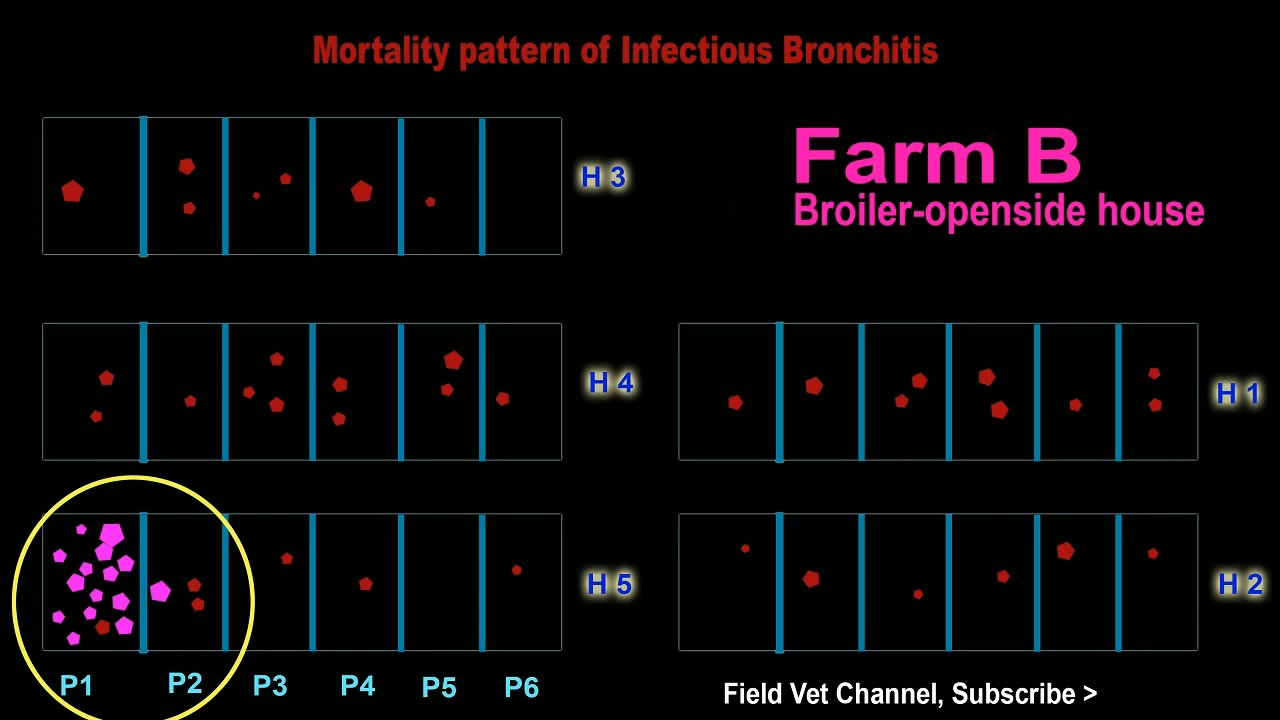 Mortality pattern of Infectious Bronchitis
Farm B
Broiler-openside house
H 3
H 4
H 1
H 5
H 2
P1 P2 P3 P4 P5 P6
Field Vet Channel, Subscribe >